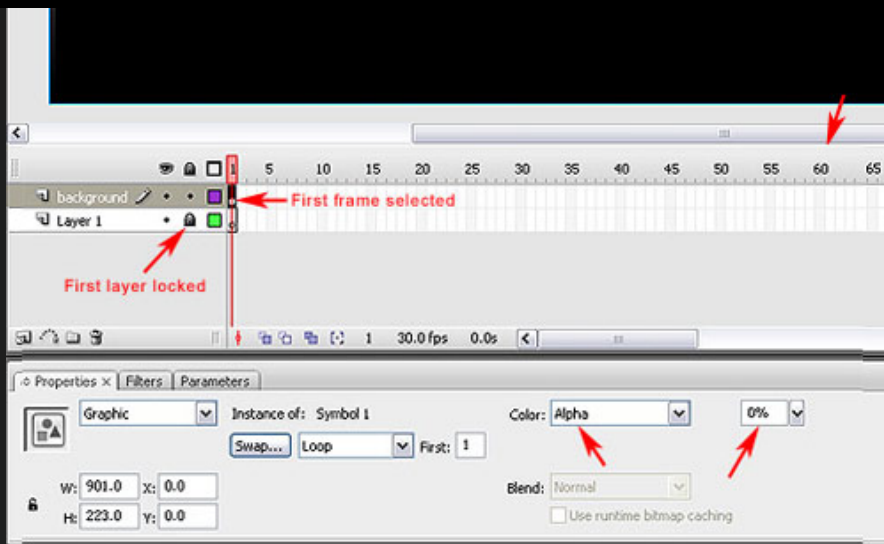 1 5 10 15 20 25 30 35 40 45 50 55 60 65
background
First frame selected
Layer 1
First layer locked
1 30.0 fps 0.0s
Properties × Filters Parameters
Graphic Instance of: Symbol 1 Color: Alpha 0%
Swap... Loop First: 1
W: 901.0 X: 0.0 Blend: Normal
H: 223.0 Y: 0.0 Use runtime bitmap caching